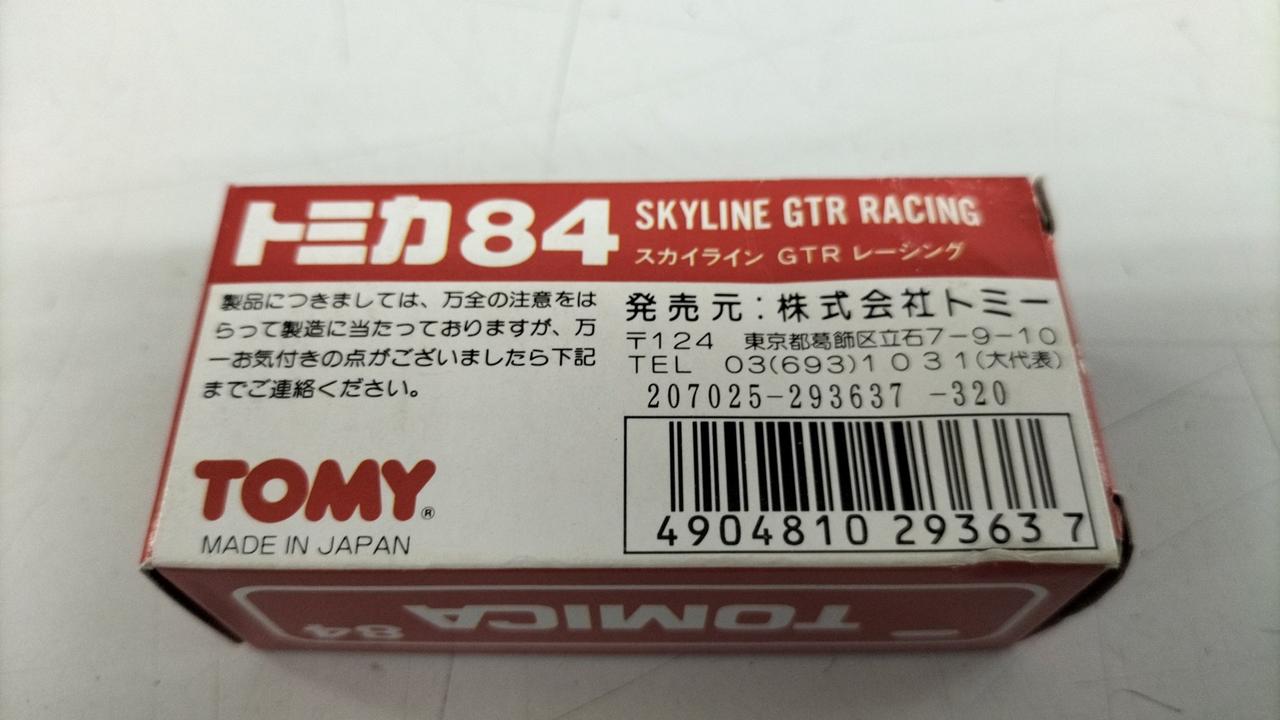 トミカ84 SKYLINE GTR RACING
スカイライン GTR レーシング
製品につきましては、万全の注意をは
らって製造に当たっておりますが、万
一お気付きの点がございましたら下記
までご連絡ください。
TOMY®
MADE IN JAPAN
発売元:株式会社トミー
〒124 東京都葛飾区立石7-9-10
TEL 03(693)1031(大代表)
207025-293637 -320
4904810 293637
TOMICA 84